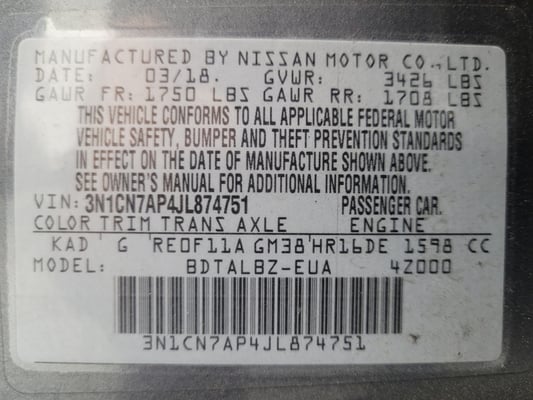 MANUFACTURED BY NISSAN MOTOR CO., LTD.
DATE: 03/18. GVWR: 3426 LBS
GAWR FR: 1750 LBS GAWR RR: 1708 LBS
THIS VEHICLE CONFORMS TO ALL APPLICABLE FEDERAL MOTOR
VEHICLE SAFETY, BUMPER AND THEFT PREVENTION STANDARDS
IN EFFECT ON THE DATE OF MANUFACTURE SHOWN ABOVE.
SEE OWNER'S MANUAL FOR ADDITIONAL INFORMATION.
VIN: 3N1CN7AP4JL874751 PASSENGER CAR.
COLOR TRIM TRANS AXLE ENGINE
KAD G RE0F11A GM38 HR16DE 1598 CC
MODEL: BDTALBZ-EUA 4Z000
3N1CN7AP4JL874751